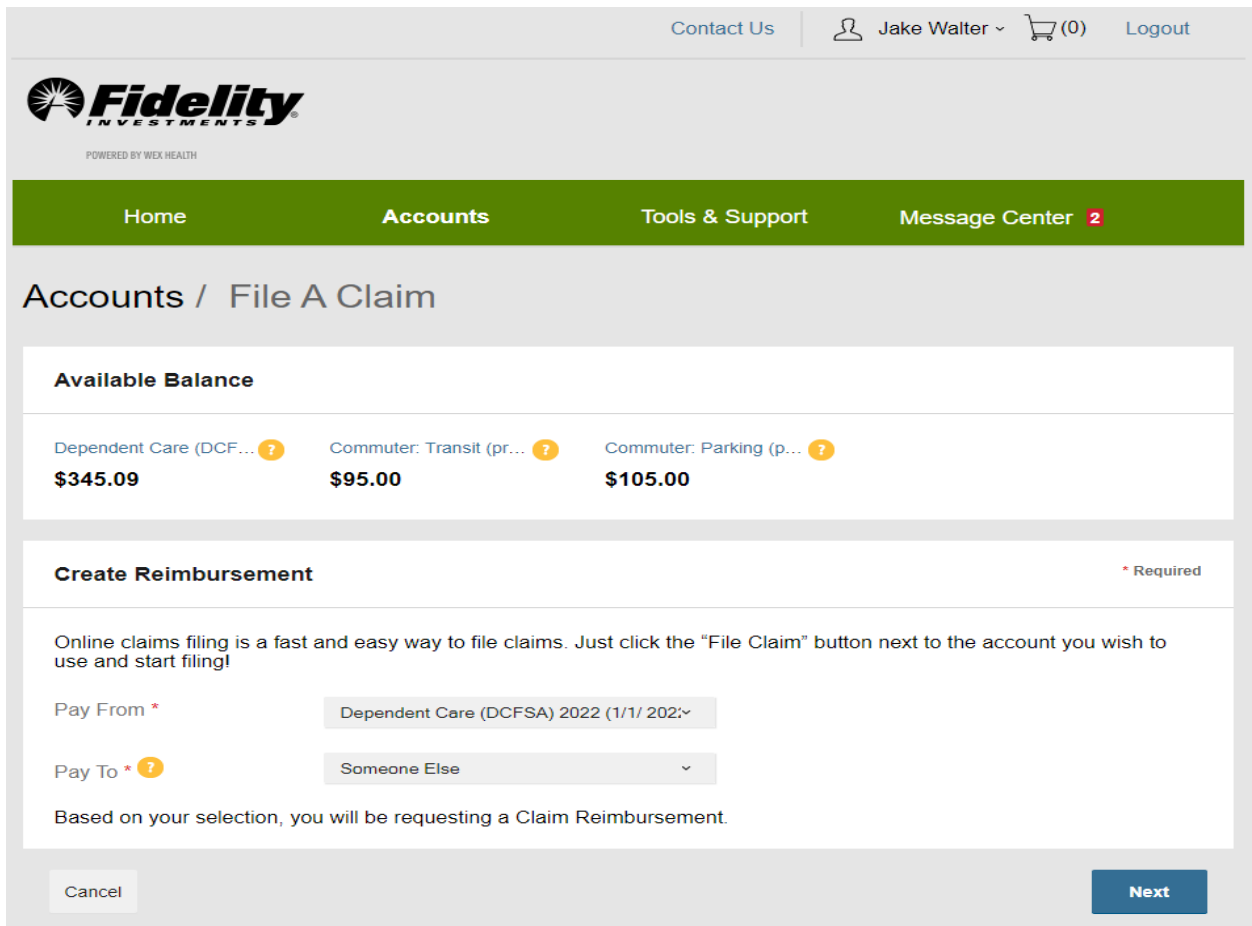 Contact Us Jake Walter (0) Logout
Fidelity
INVESTMENTS
POWERED BY WEX HEALTH
Home Accounts Tools & Support Message Center 2
Accounts / File A Claim
Available Balance
Dependent Care (DCF... ? Commuter: Transit (pr... ? Commuter: Parking (p... ?
$345.09 $95.00 $105.00
Create Reimbursement * Required
Online claims filing is a fast and easy way to file claims. Just click the “File Claim” button next to the account you wish to
use and start filing!
Pay From * Dependent Care (DCFSA) 2022 (1/1/ 202
Pay To * ? Someone Else
Based on your selection, you will be requesting a Claim Reimbursement.
Cancel Next